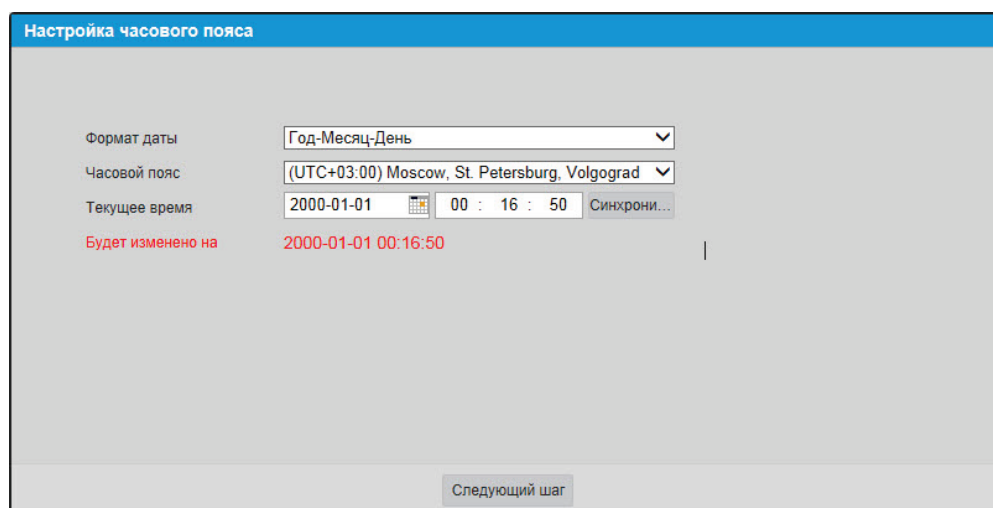 Настройка часового пояса
Формат даты Год-Месяц-День
Часовой пояс (UTC+03:00) Moscow, St. Petersburg, Volgograd
Текущее время 2000-01-01 00 : 16 : 50 Синхрони...
Будет изменено на 2000-01-01 00:16:50
Следующий шаг